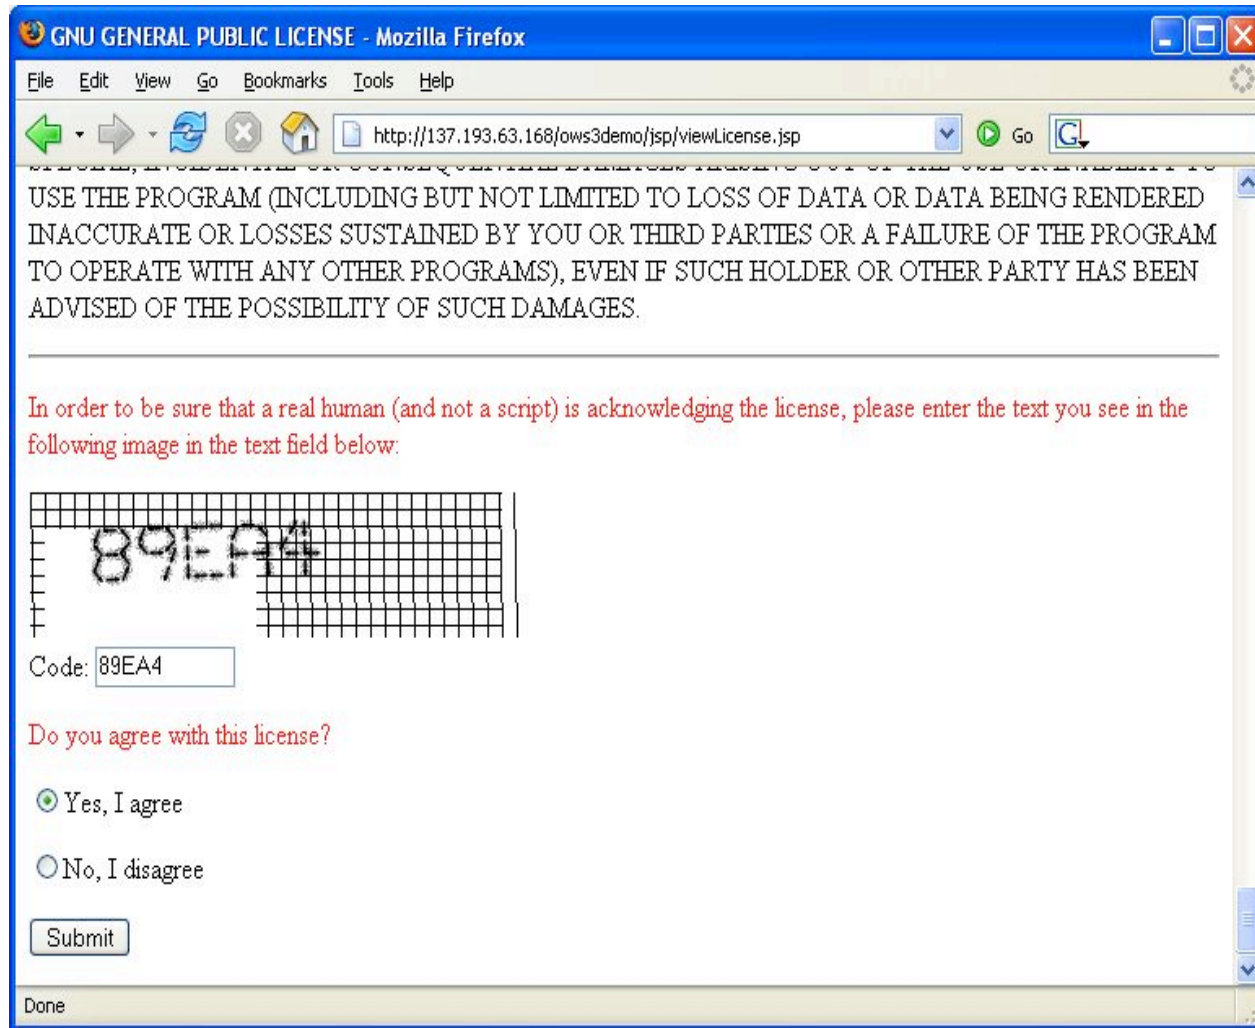 GNU GENERAL PUBLIC LICENSE - Mozilla Firefox
File Edit View Go Bookmarks Tools Help
http://137.193.63.168/ows3demo/jsp/viewLicense.jsp Go G
USE THE PROGRAM (INCLUDING BUT NOT LIMITED TO LOSS OF DATA OR DATA BEING RENDERED
INACCURATE OR LOSSES SUSTAINED BY YOU OR THIRD PARTIES OR A FAILURE OF THE PROGRAM
TO OPERATE WITH ANY OTHER PROGRAMS), EVEN IF SUCH HOLDER OR OTHER PARTY HAS BEEN
ADVISED OF THE POSSIBILITY OF SUCH DAMAGES.
In order to be sure that a real human (and not a script) is acknowledging the license, please enter the text you see in the
following image in the text field below:
89EA4
Code: 89EA4
Do you agree with this license?
Yes, I agree
No, I disagree
Submit
Done